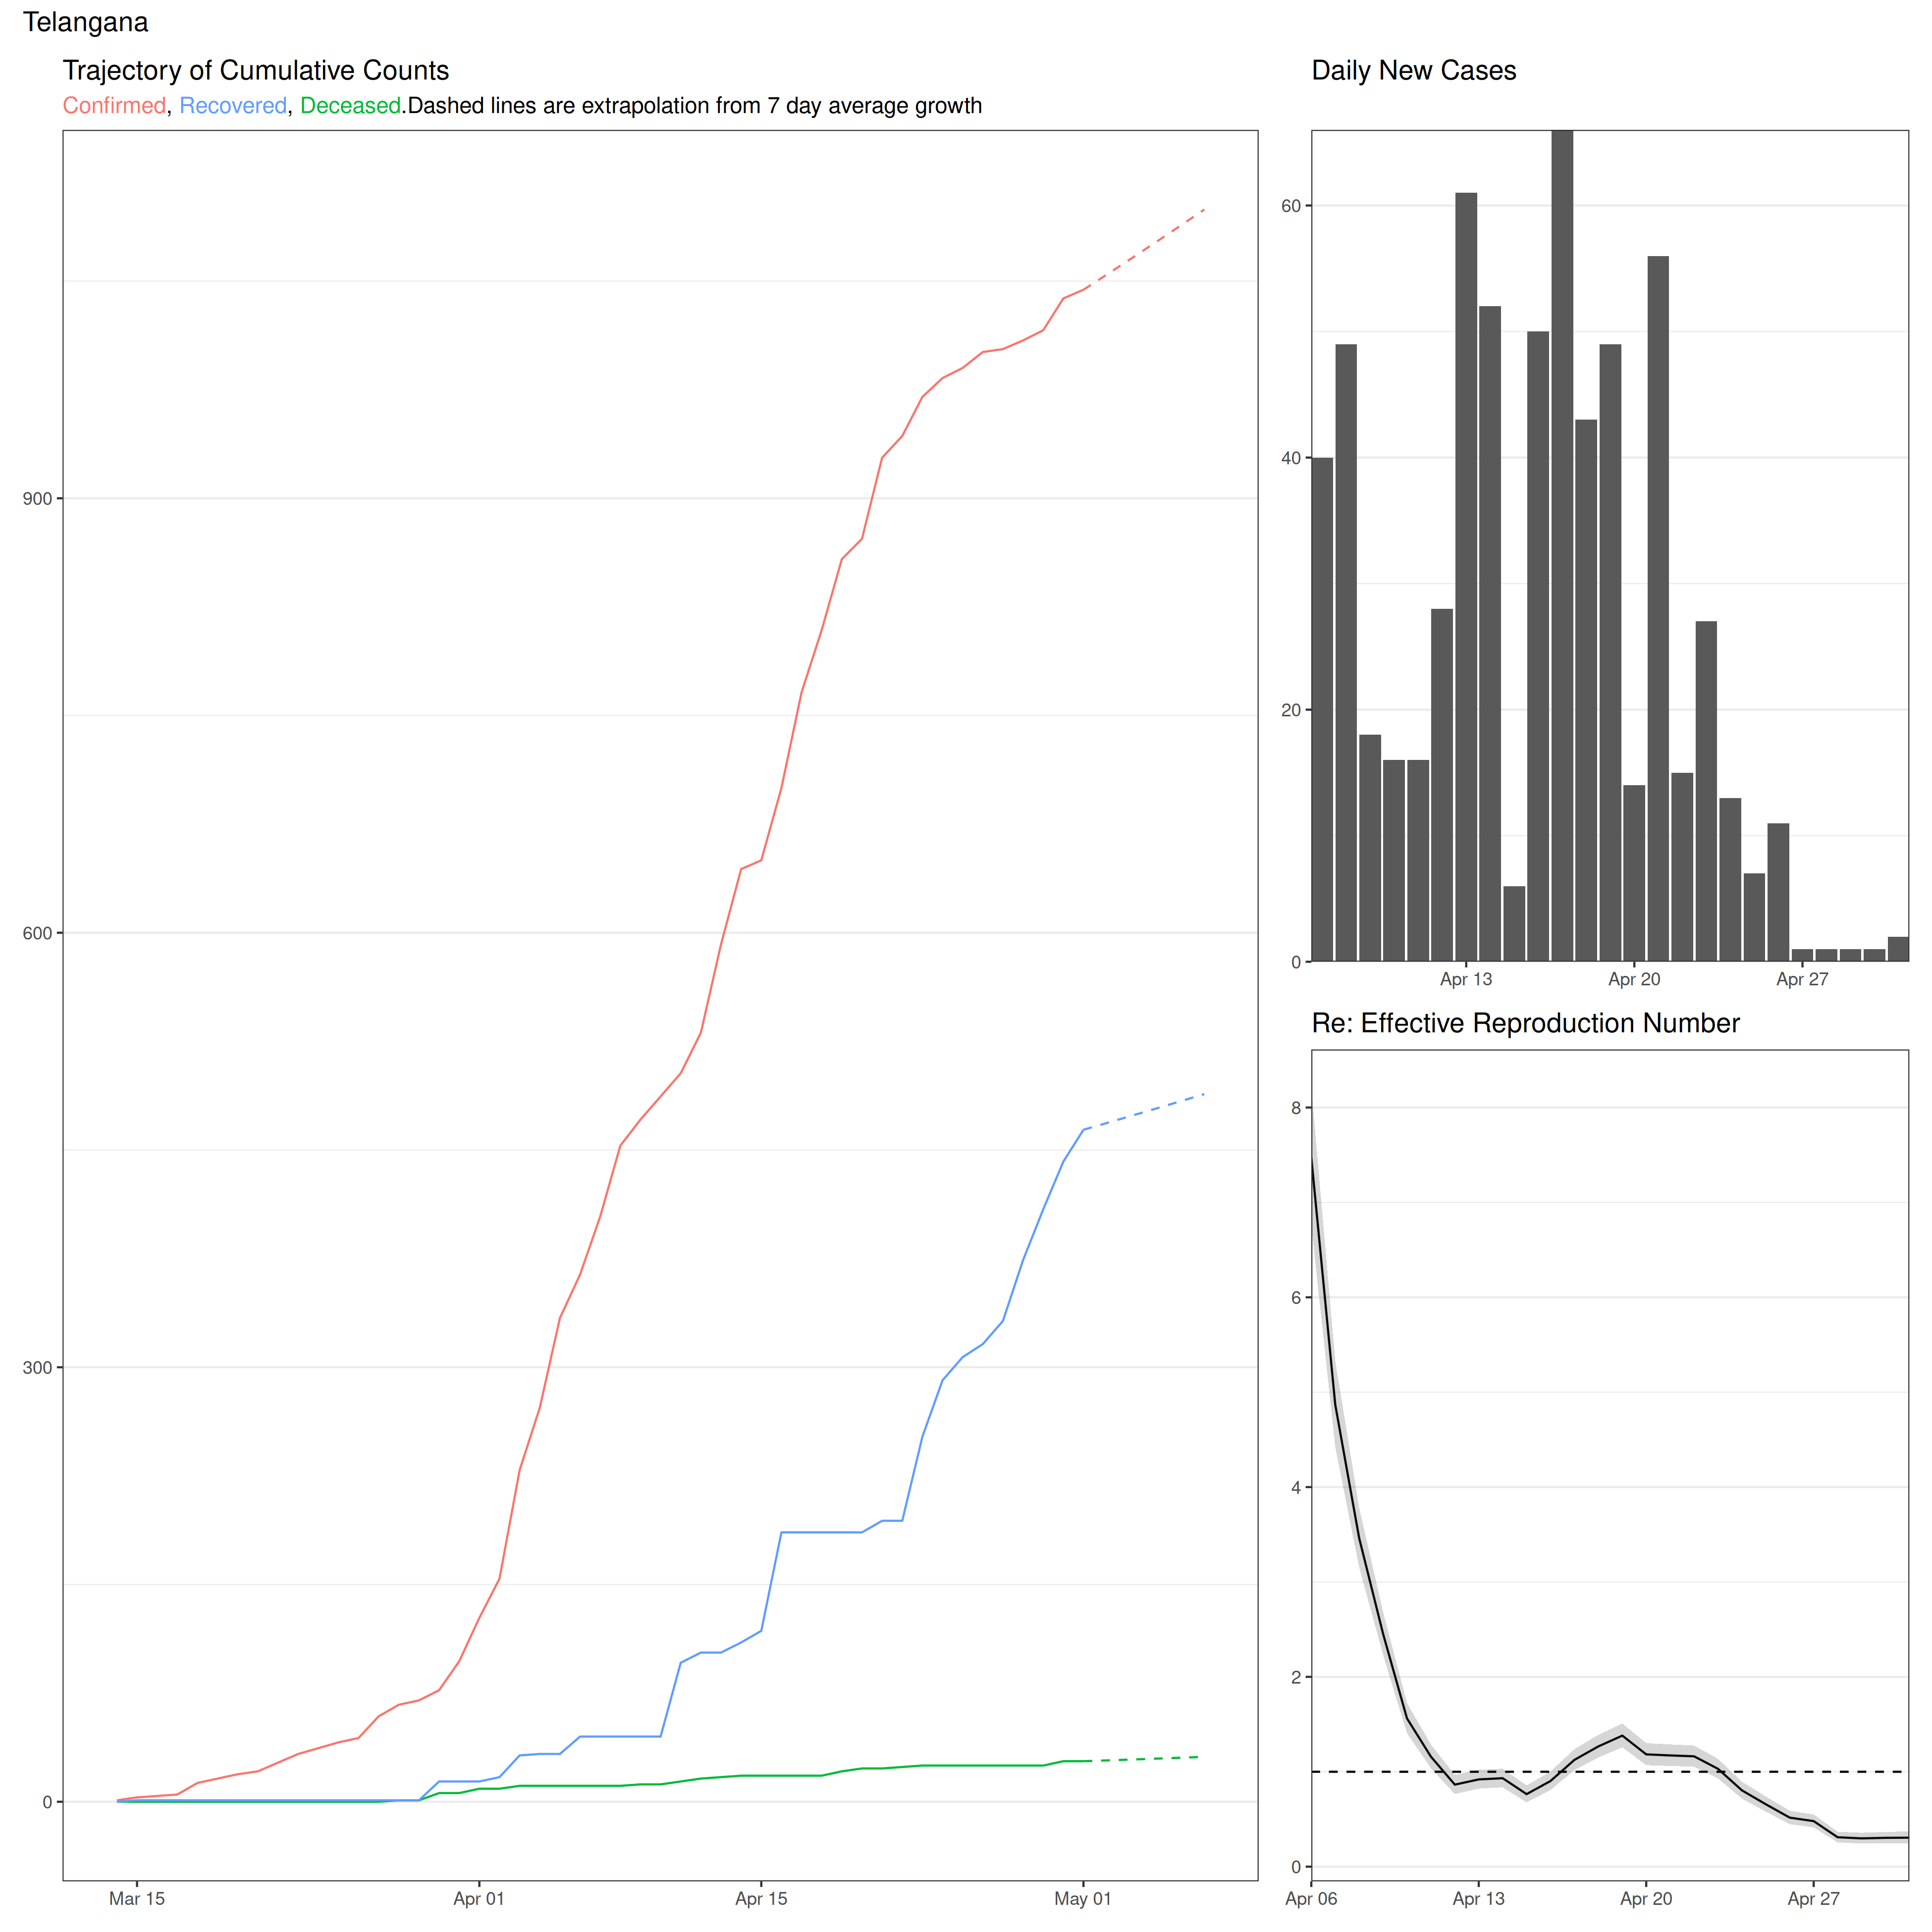 Telangana
Trajectory of Cumulative Counts
Confirmed, Recovered, Deceased.Dashed lines are extrapolation from 7 day average growth
900
600
300
0
Mar 15
Apr 01
Apr 15
May 01
Daily New Cases
60
40
20
0
Apr 13
Apr 20
Apr 27
Re: Effective Reproduction Number
8
6
4
2
0
Apr 06
Apr 13
Apr 20
Apr 27